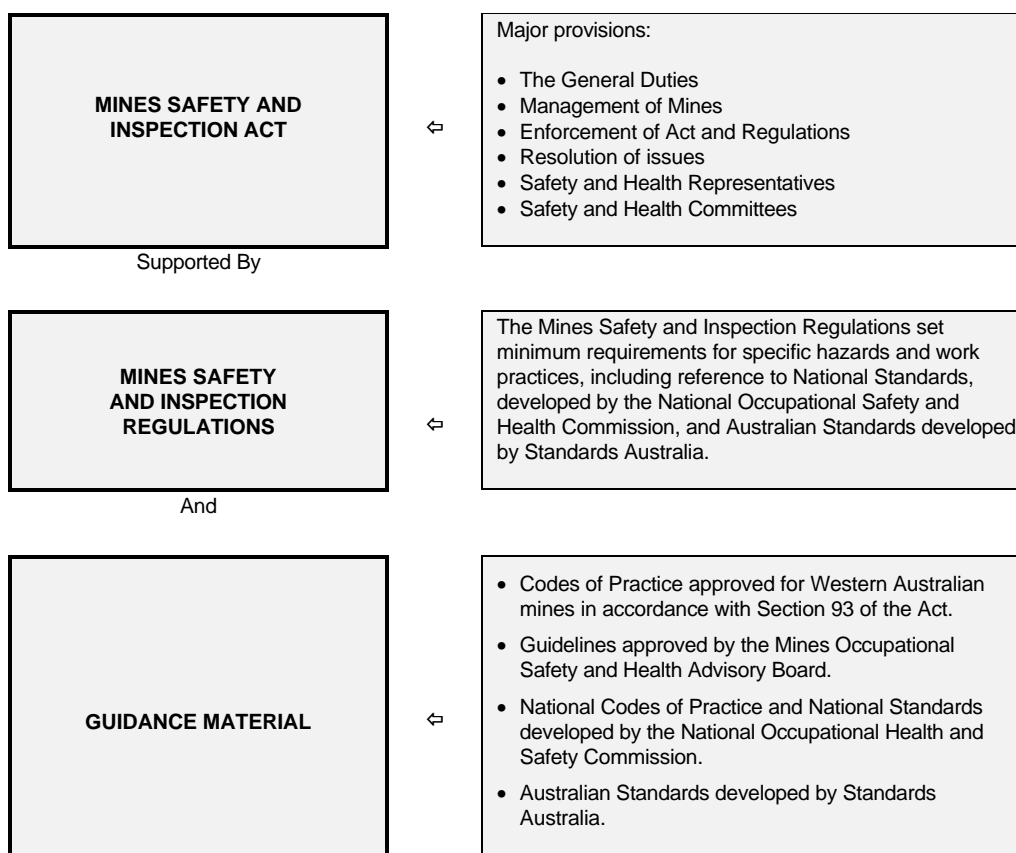 MINES SAFETY AND
INSPECTION ACT
⇦
Major provisions:
• The General Duties
• Management of Mines
• Enforcement of Act and Regulations
• Resolution of issues
• Safety and Health Representatives
• Safety and Health Committees
Supported By
MINES SAFETY
AND INSPECTION
REGULATIONS
⇦
The Mines Safety and Inspection Regulations set
minimum requirements for specific hazards and work
practices, including reference to National Standards,
developed by the National Occupational Safety and
Health Commission, and Australian Standards developed
by Standards Australia.
And
GUIDANCE MATERIAL
⇦
• Codes of Practice approved for Western Australian
mines in accordance with Section 93 of the Act.
• Guidelines approved by the Mines Occupational
Safety and Health Advisory Board.
• National Codes of Practice and National Standards
developed by the National Occupational Health and
Safety Commission.
• Australian Standards developed by Standards
Australia.